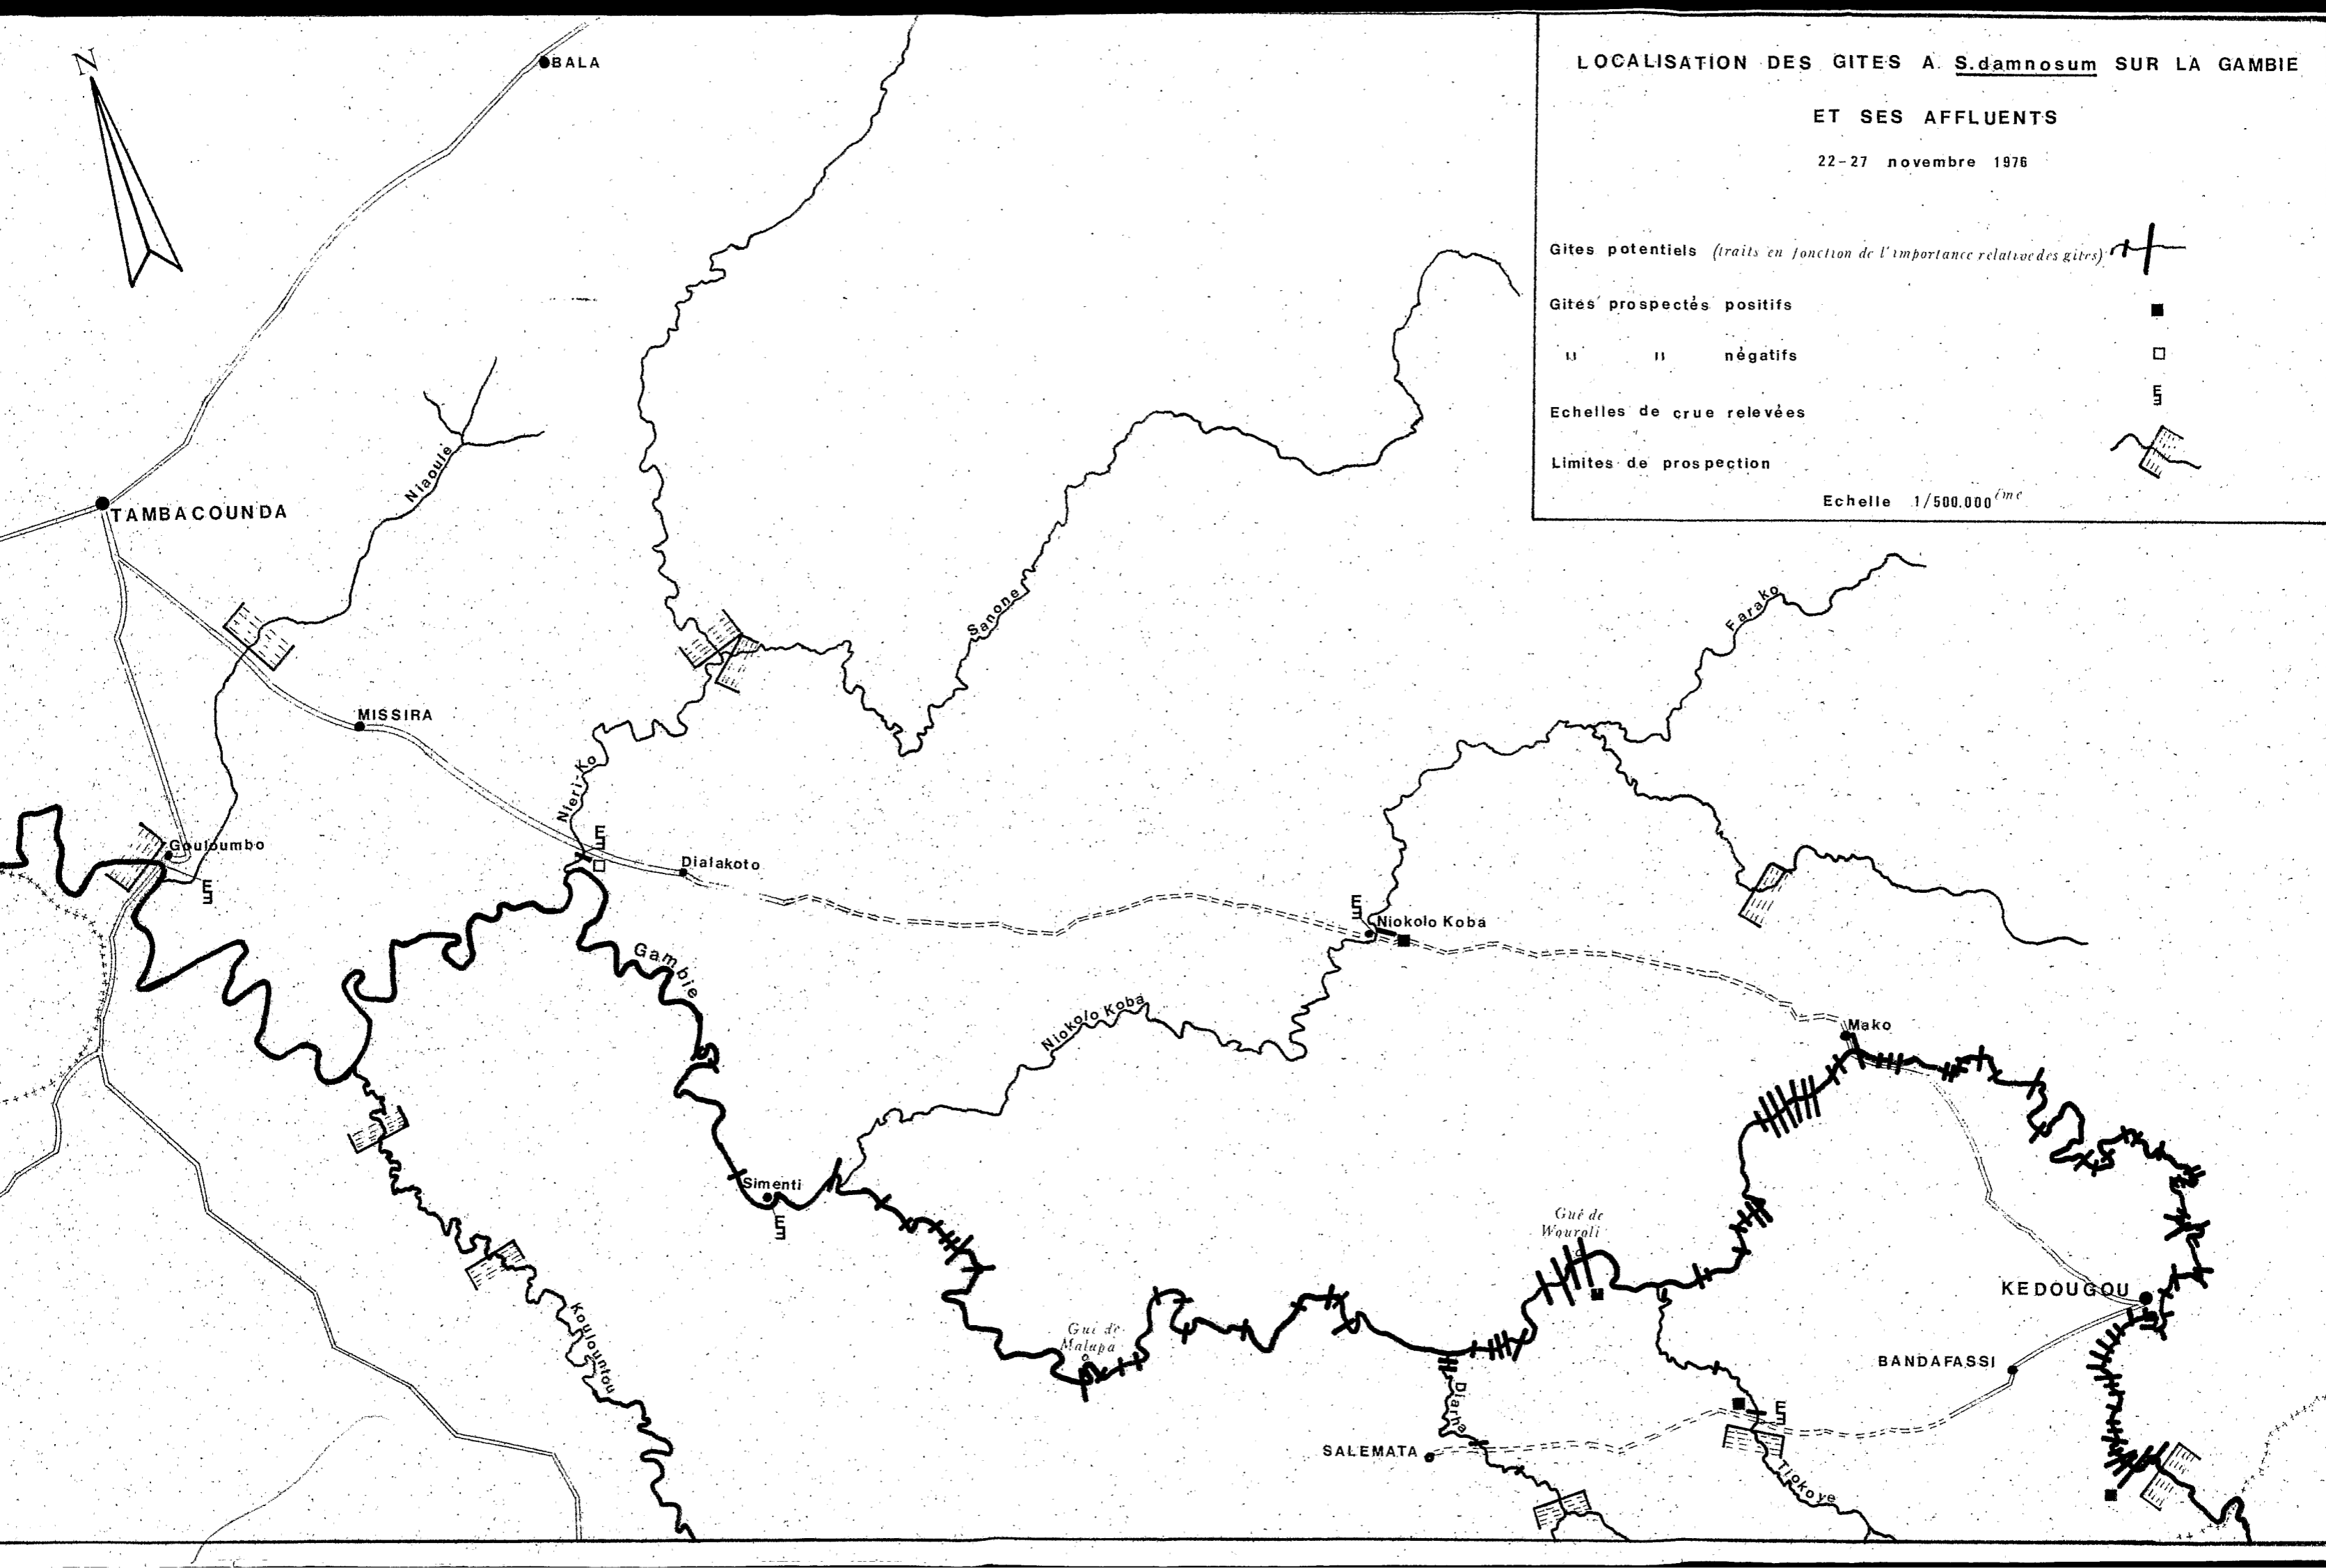 N
BALA
LOCALISATION DES GITES A S.damnosum SUR LA GAMBIE
ET SES AFFLUENTS
22-27 novembre 1976
Gites potentiels (traits en fonction de l'importance relative des gites)
Gites prospectés positifs
" " négatifs
Echelles de crue relevées
Limites de prospection
Echelle 1/500.000ème
Niaoulé
TAMBACOUNDA
Sanone
Farako
MISSIRA
Niéri-Ko
Gouloumbo
Dialakoto
Niokolo Koba
Gambie
Niokolo Koba
Mako
Simenti
Gué de
Wouroli
KEDOUGOU
Koulountou
Gué de
Malapa
BANDAFASSI
Diarha
SALEMATA
Tiokoye